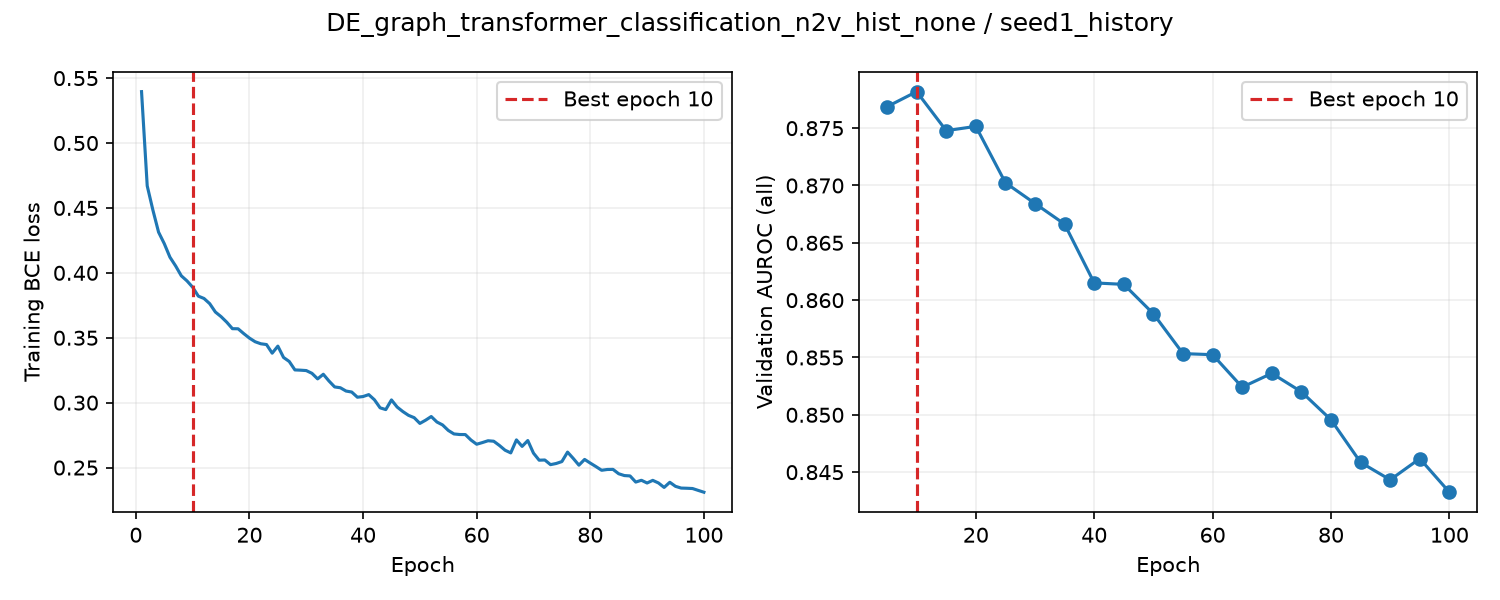 DE_graph_transformer_classification_n2v_hist_none / seed1_history
Training BCE loss
0.55
0.50
0.45
0.40
0.35
0.30
0.25
Best epoch 10
0 20 40 60 80 100
Epoch
Validation AUROC (all)
0.875
0.870
0.865
0.860
0.855
0.850
0.845
Best epoch 10
20 40 60 80 100
Epoch